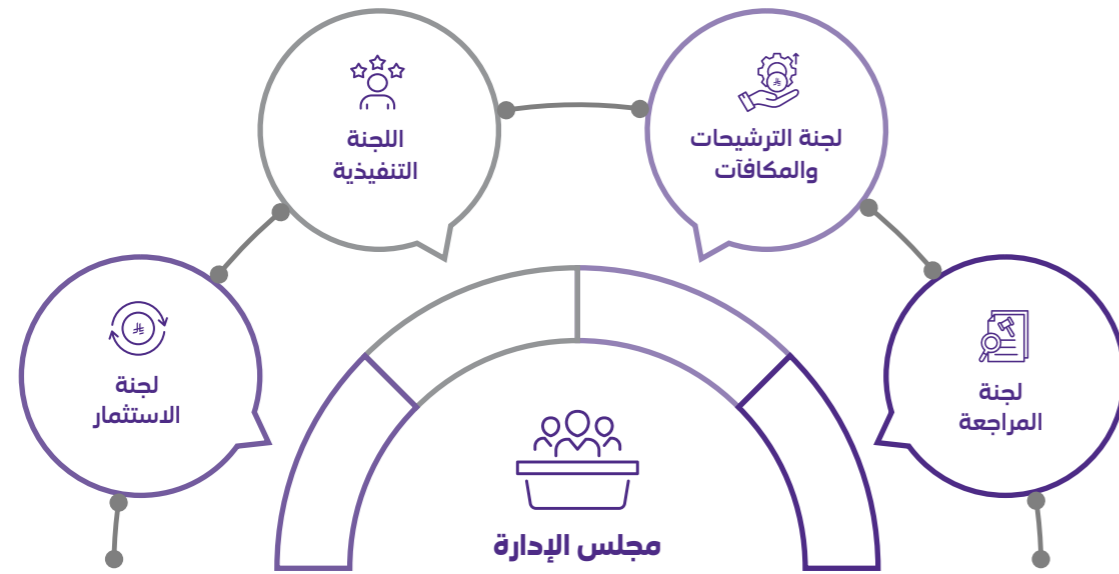 لجنة الترشيحات
والمكافآت
اللجنة
التنفيذية
لجنة
المراجعة
لجنة
الاستثمار
مجلس الإدارة